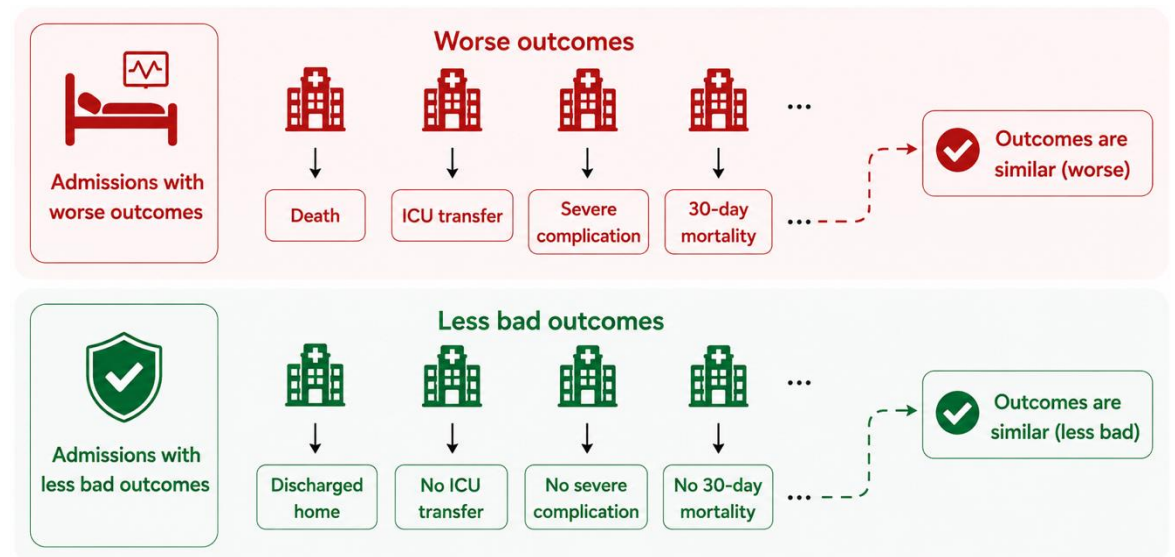 Worse outcomes
Admissions with
worse outcomes
Death
ICU transfer
Severe
complication
30-day
mortality
...
...
Outcomes are
similar (worse)
Less bad outcomes
Admissions with
less bad outcomes
Discharged
home
No ICU
transfer
No severe
complication
No 30-day
mortality
...
...
Outcomes are
similar (less bad)